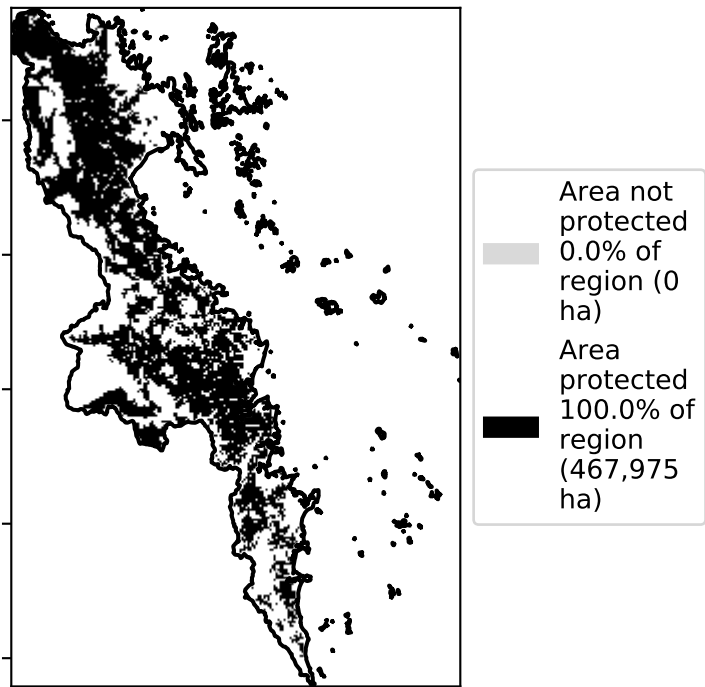 Area not
protected
0.0% of
region (0
ha)
Area
protected
100.0% of
region
(467,975
ha)